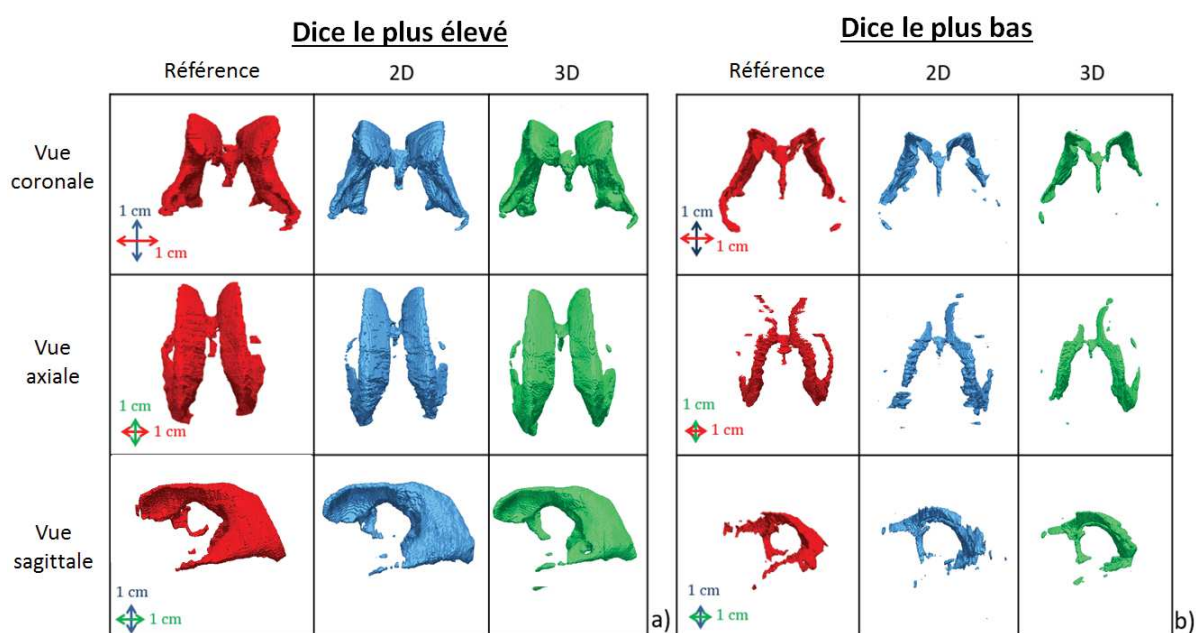 Dice le plus élevé
Dice le plus bas
Référence 2D 3D
Référence 2D 3D
Vue
coronale
1 cm
1 cm
1 cm
1 cm
Vue
axiale
1 cm
1 cm
1 cm
1 cm
Vue
sagittale
1 cm
1 cm
1 cm
1 cm
a)
b)